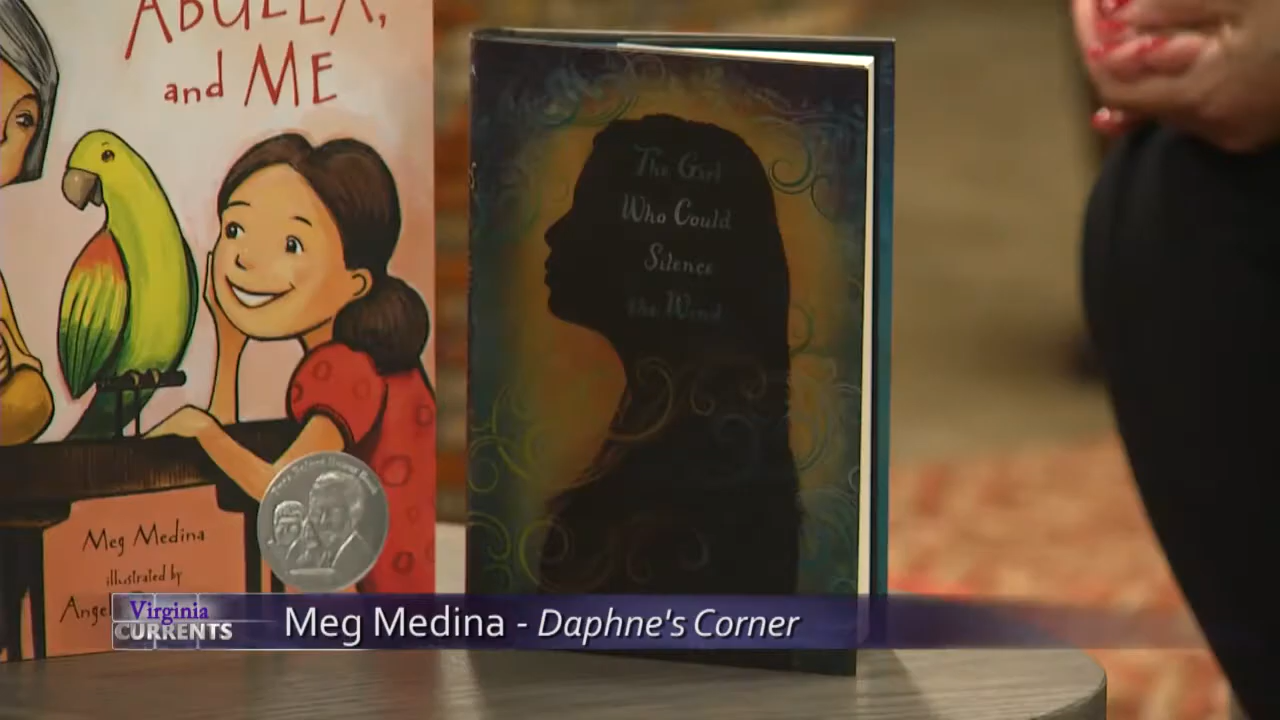 ABUELA,
and ME
Meg Medina
illustrated by
Angel
The Girl
Who Could
Silence
the Wind
Virginia
CURRENTS
Meg Medina - Daphne's Corner